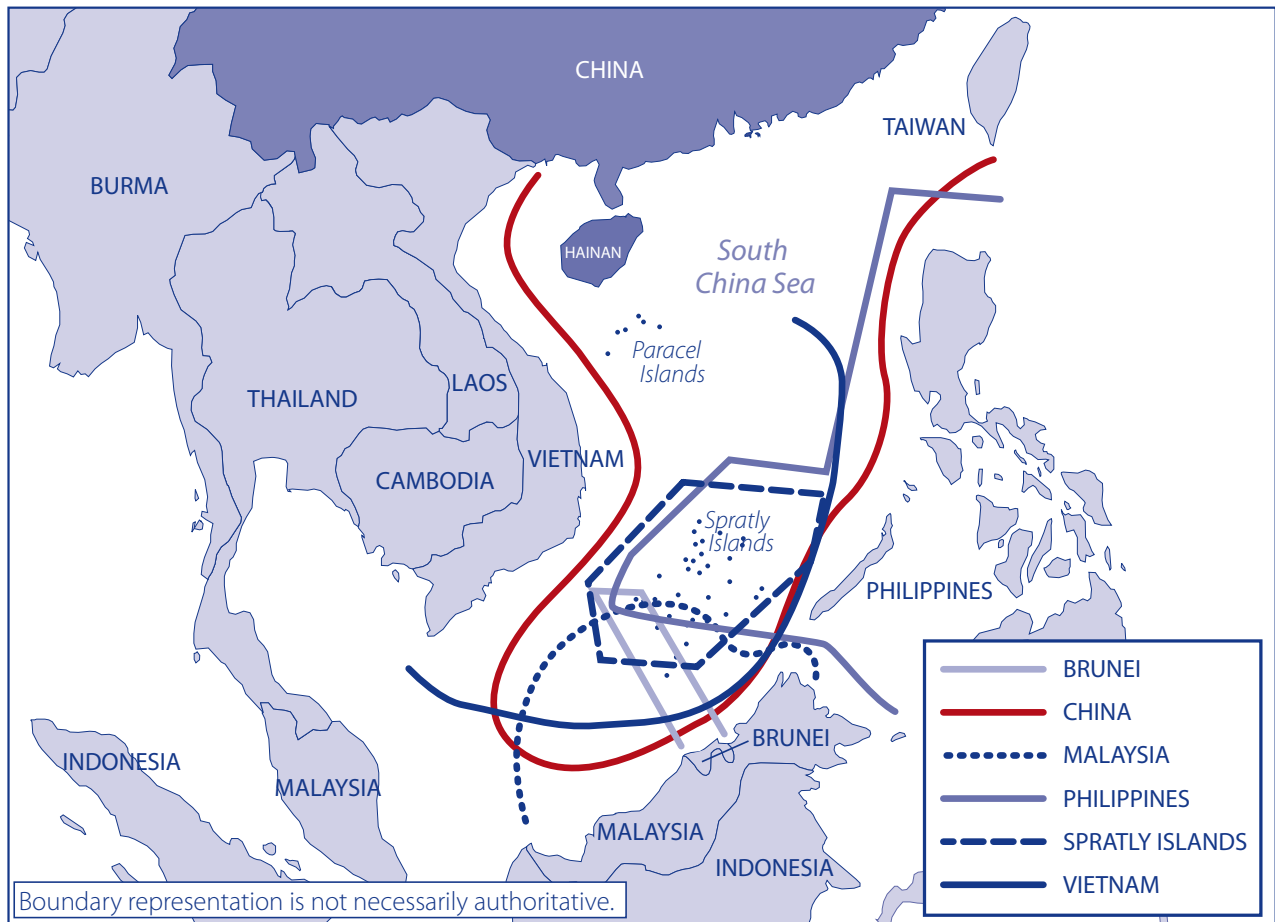 CHINA
TAIWAN
BURMA
HAINAN
South
China Sea
Paracel
Islands
LAOS
THAILAND
VIETNAM
CAMBODIA
Spratly
Islands
PHILIPPINES
BRUNEI
INDONESIA
MALAYSIA
MALAYSIA
INDONESIA
BRUNEI
CHINA
MALAYSIA
PHILIPPINES
SPRATLY ISLANDS
VIETNAM
Boundary representation is not necessarily authoritative.